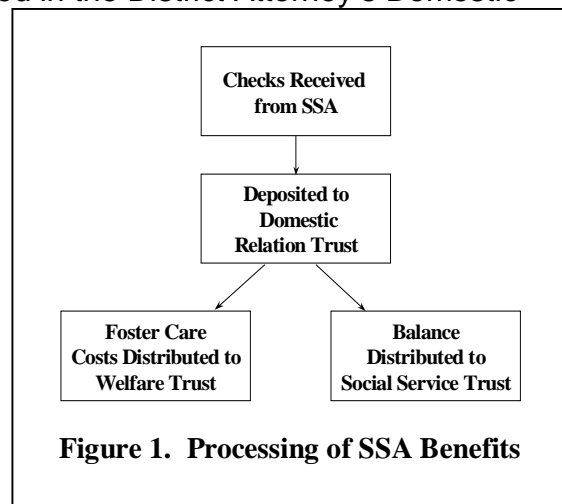 in the District Attorney's Domestic
Checks Received
from SSA
Deposited to
Domestic
Relation Trust
Foster Care
Costs Distributed to
Welfare Trust
Balance
Distributed to
Social Service Trust
Figure 1. Processing of SSA Benefits